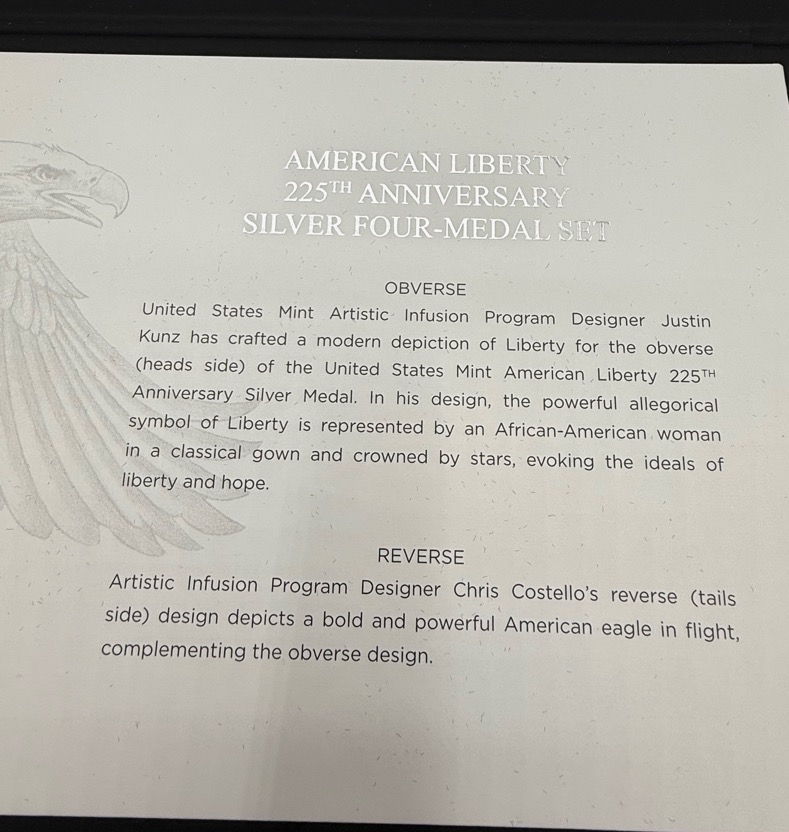 AMERICAN LIBERTY
225TH ANNIVERSARY
SILVER FOUR-MEDAL SET
OBVERSE
United States Mint Artistic Infusion Program Designer Justin
Kunz has crafted a modern depiction of Liberty for the obverse
(heads side) of the United States Mint American Liberty 225TH
Anniversary Silver Medal. In his design, the powerful allegorical
symbol of Liberty is represented by an African-American woman
in a classical gown and crowned by stars, evoking the ideals of
liberty and hope.
REVERSE
Artistic Infusion Program Designer Chris Costello's reverse (tails
side) design depicts a bold and powerful American eagle in flight,
complementing the obverse design.